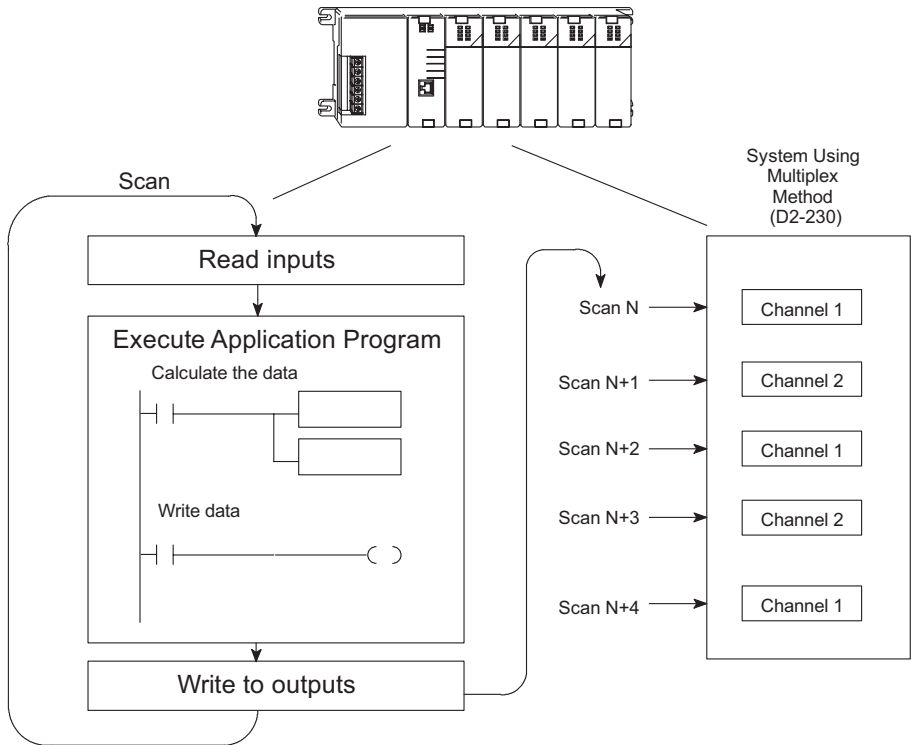 System Using
Multiplex
Method
(D2-230)
Scan
Read inputs
Execute Application Program
Calculate the data
Write data
Write to outputs
Scan N
Channel 1
Scan N+1
Channel 2
Scan N+2
Channel 1
Scan N+3
Channel 2
Scan N+4
Channel 1